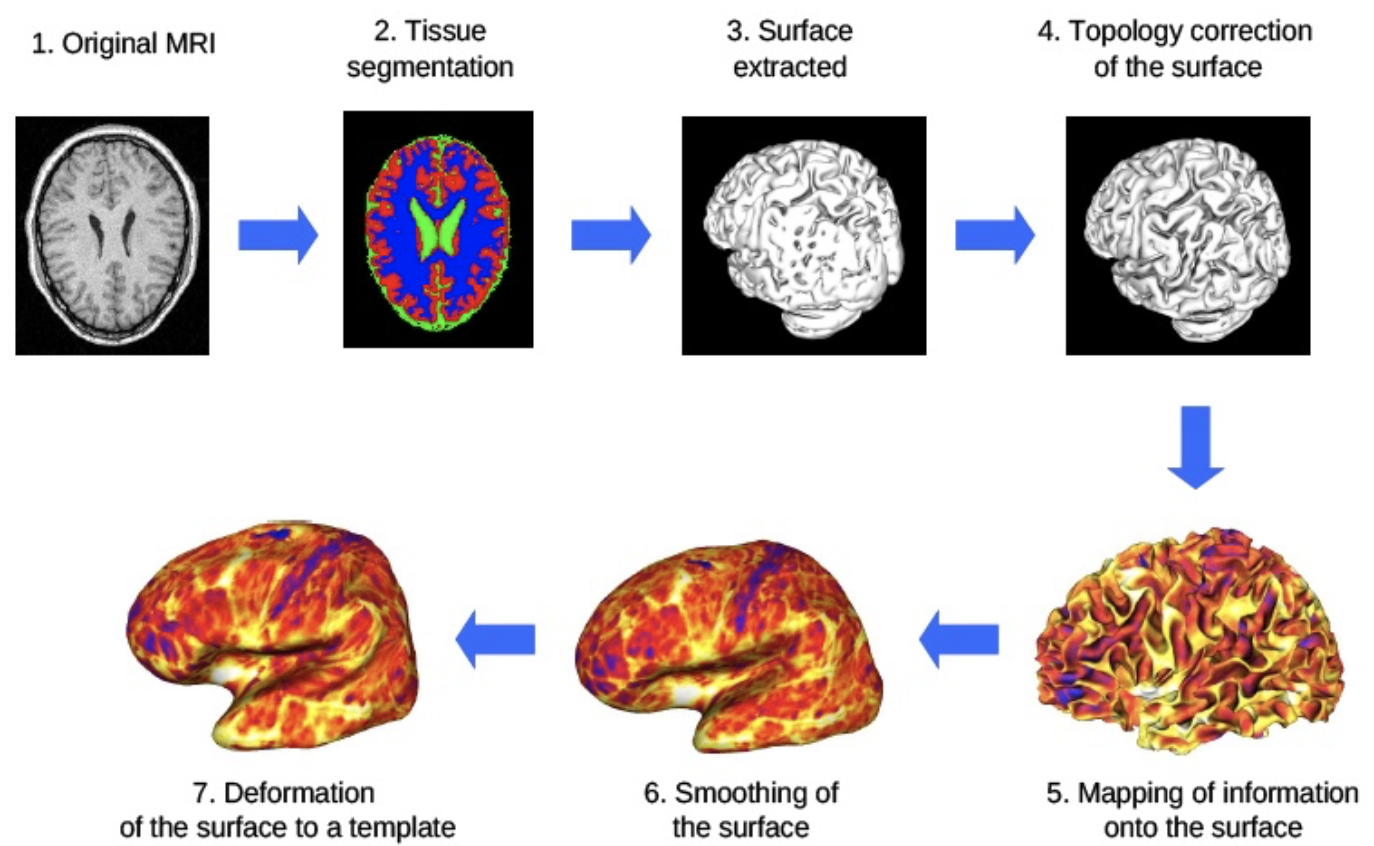 1. Original MRI
2. Tissue
segmentation
3. Surface
extracted
4. Topology correction
of the surface
5. Mapping of information
onto the surface
6. Smoothing of
the surface
7. Deformation
of the surface to a template